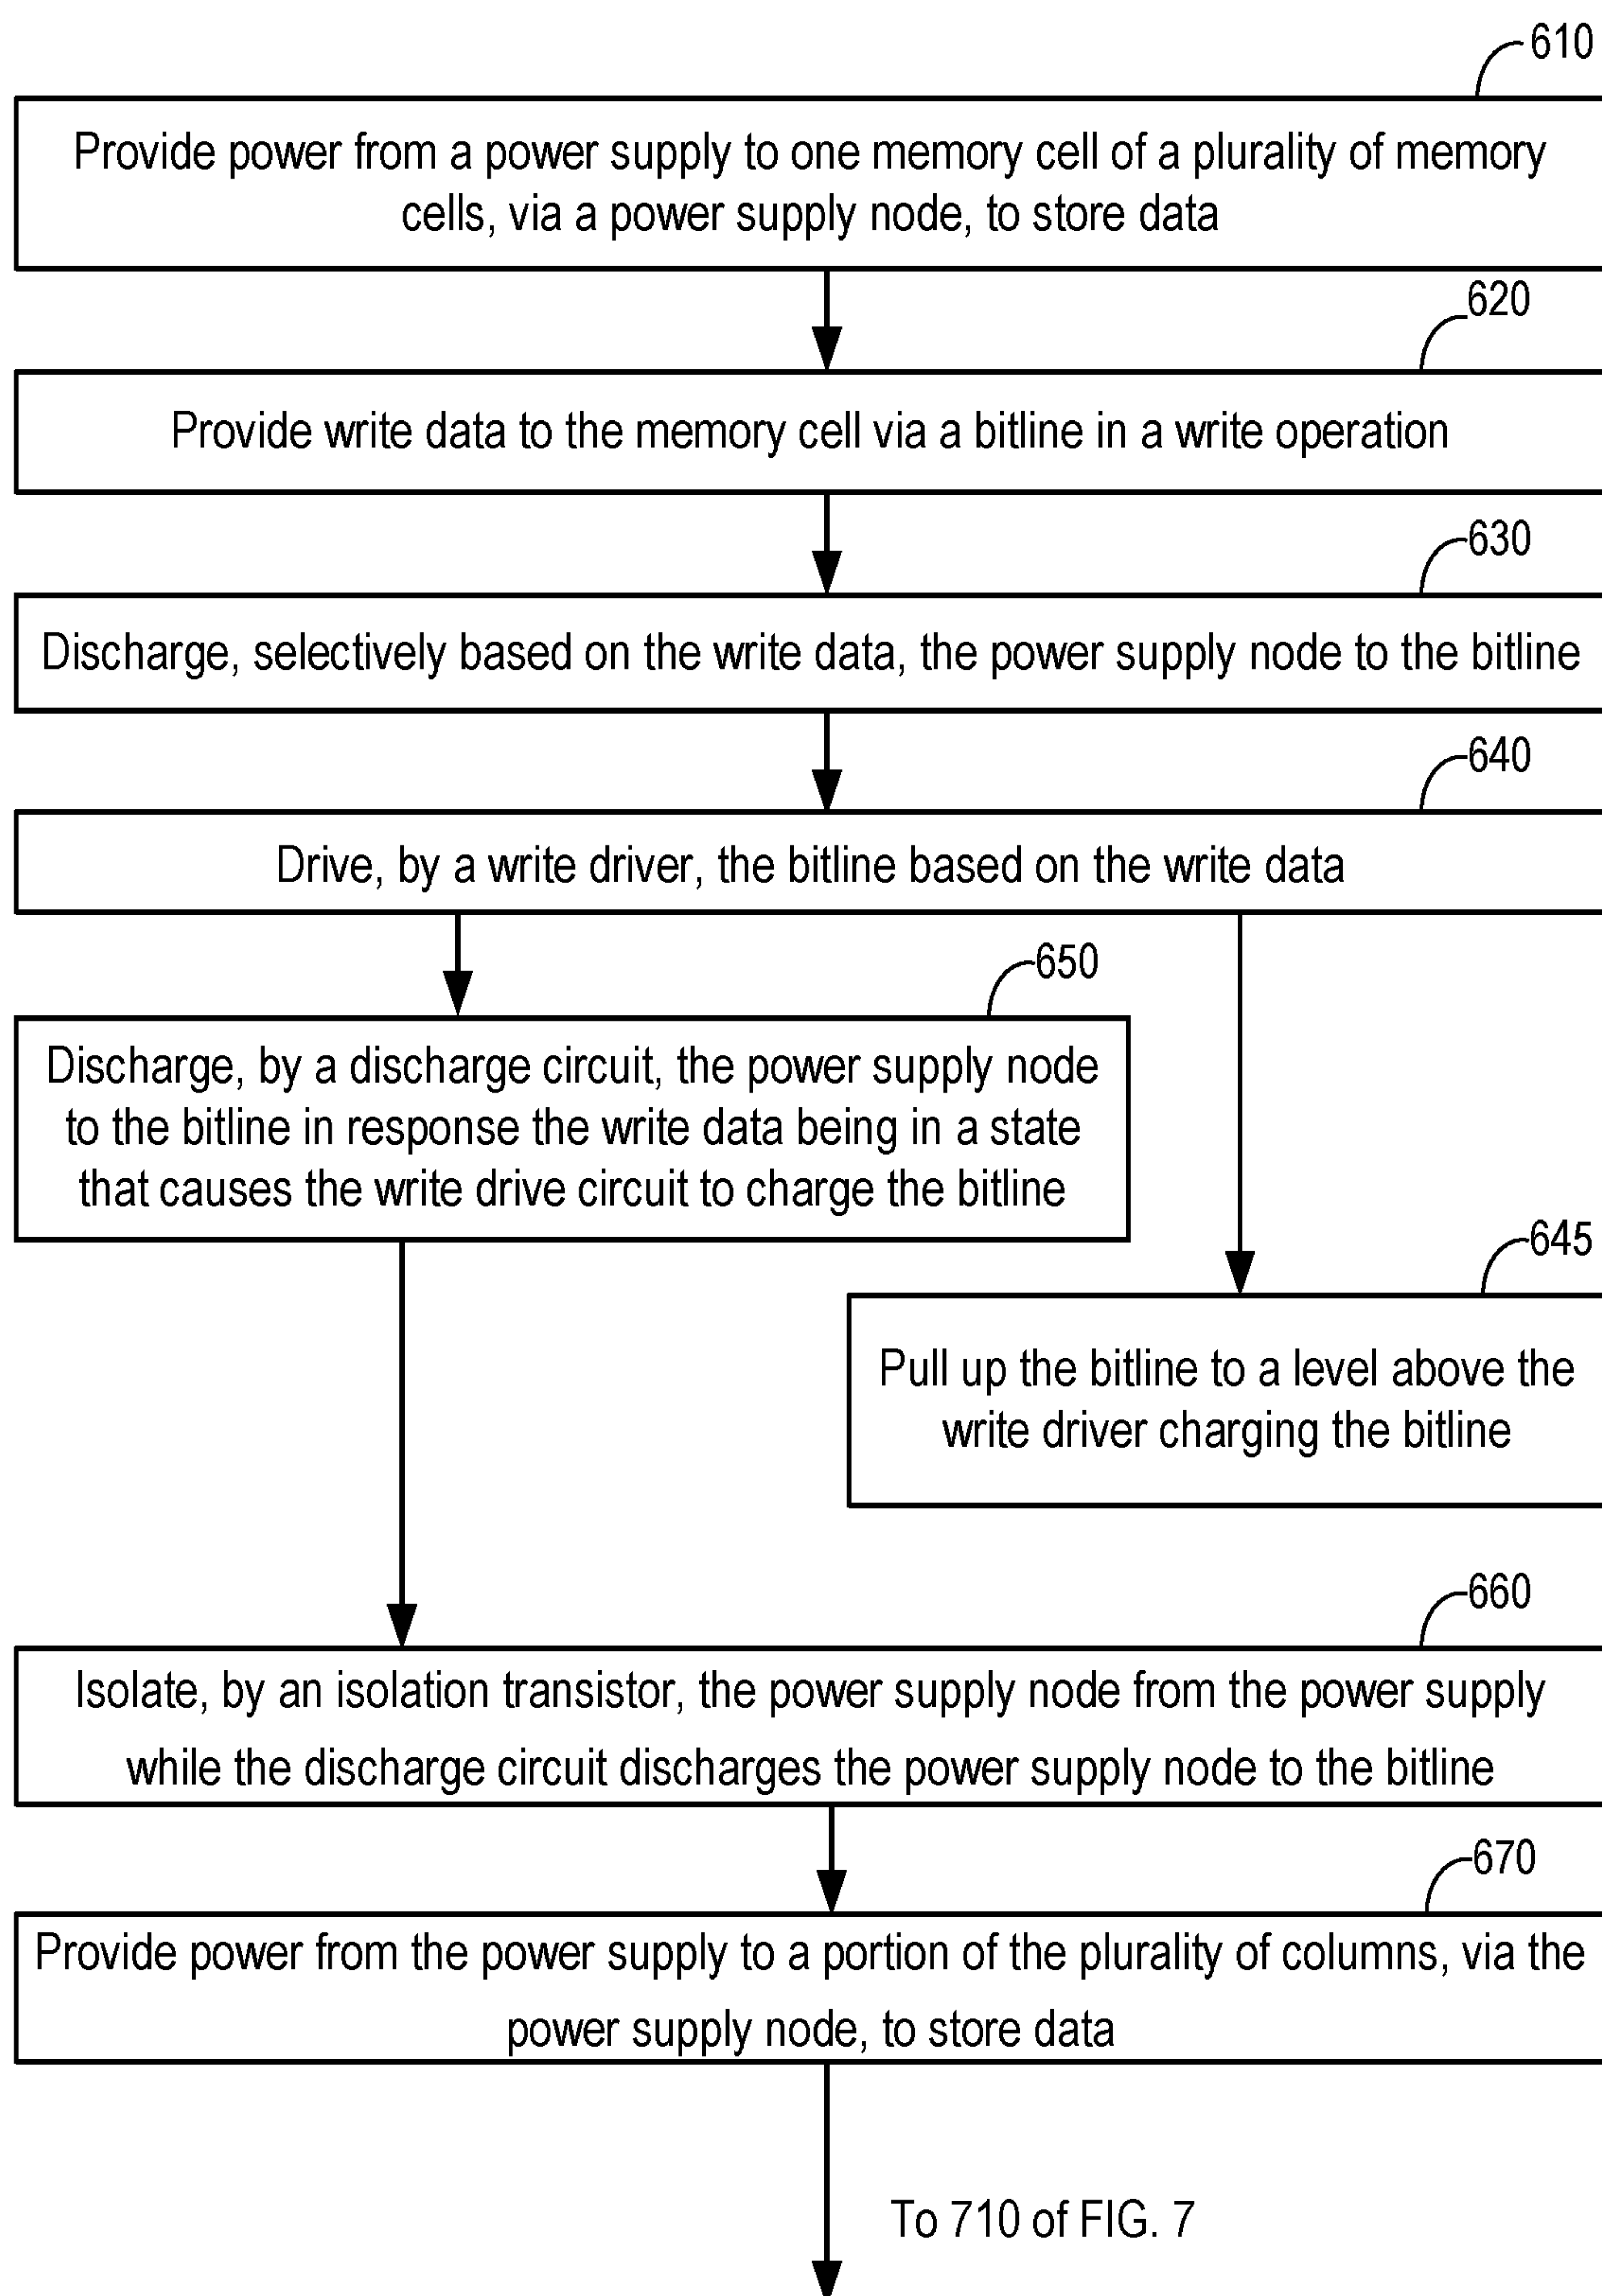 610
Provide power from a power supply to one memory cell of a plurality of memory
cells, via a power supply node, to store data
620
Provide write data to the memory cell via a bitline in a write operation
630
Discharge, selectively based on the write data, the power supply node to the bitline
640
Drive, by a write driver, the bitline based on the write data
650
Discharge, by a discharge circuit, the power supply node
to the bitline in response the write data being in a state
that causes the write drive circuit to charge the bitline
645
Pull up the bitline to a level above the
write driver charging the bitline
660
Isolate, by an isolation transistor, the power supply node from the power supply
while the discharge circuit discharges the power supply node to the bitline
670
Provide power from the power supply to a portion of the plurality of columns, via the
power supply node, to store data
To 710 of FIG. 7